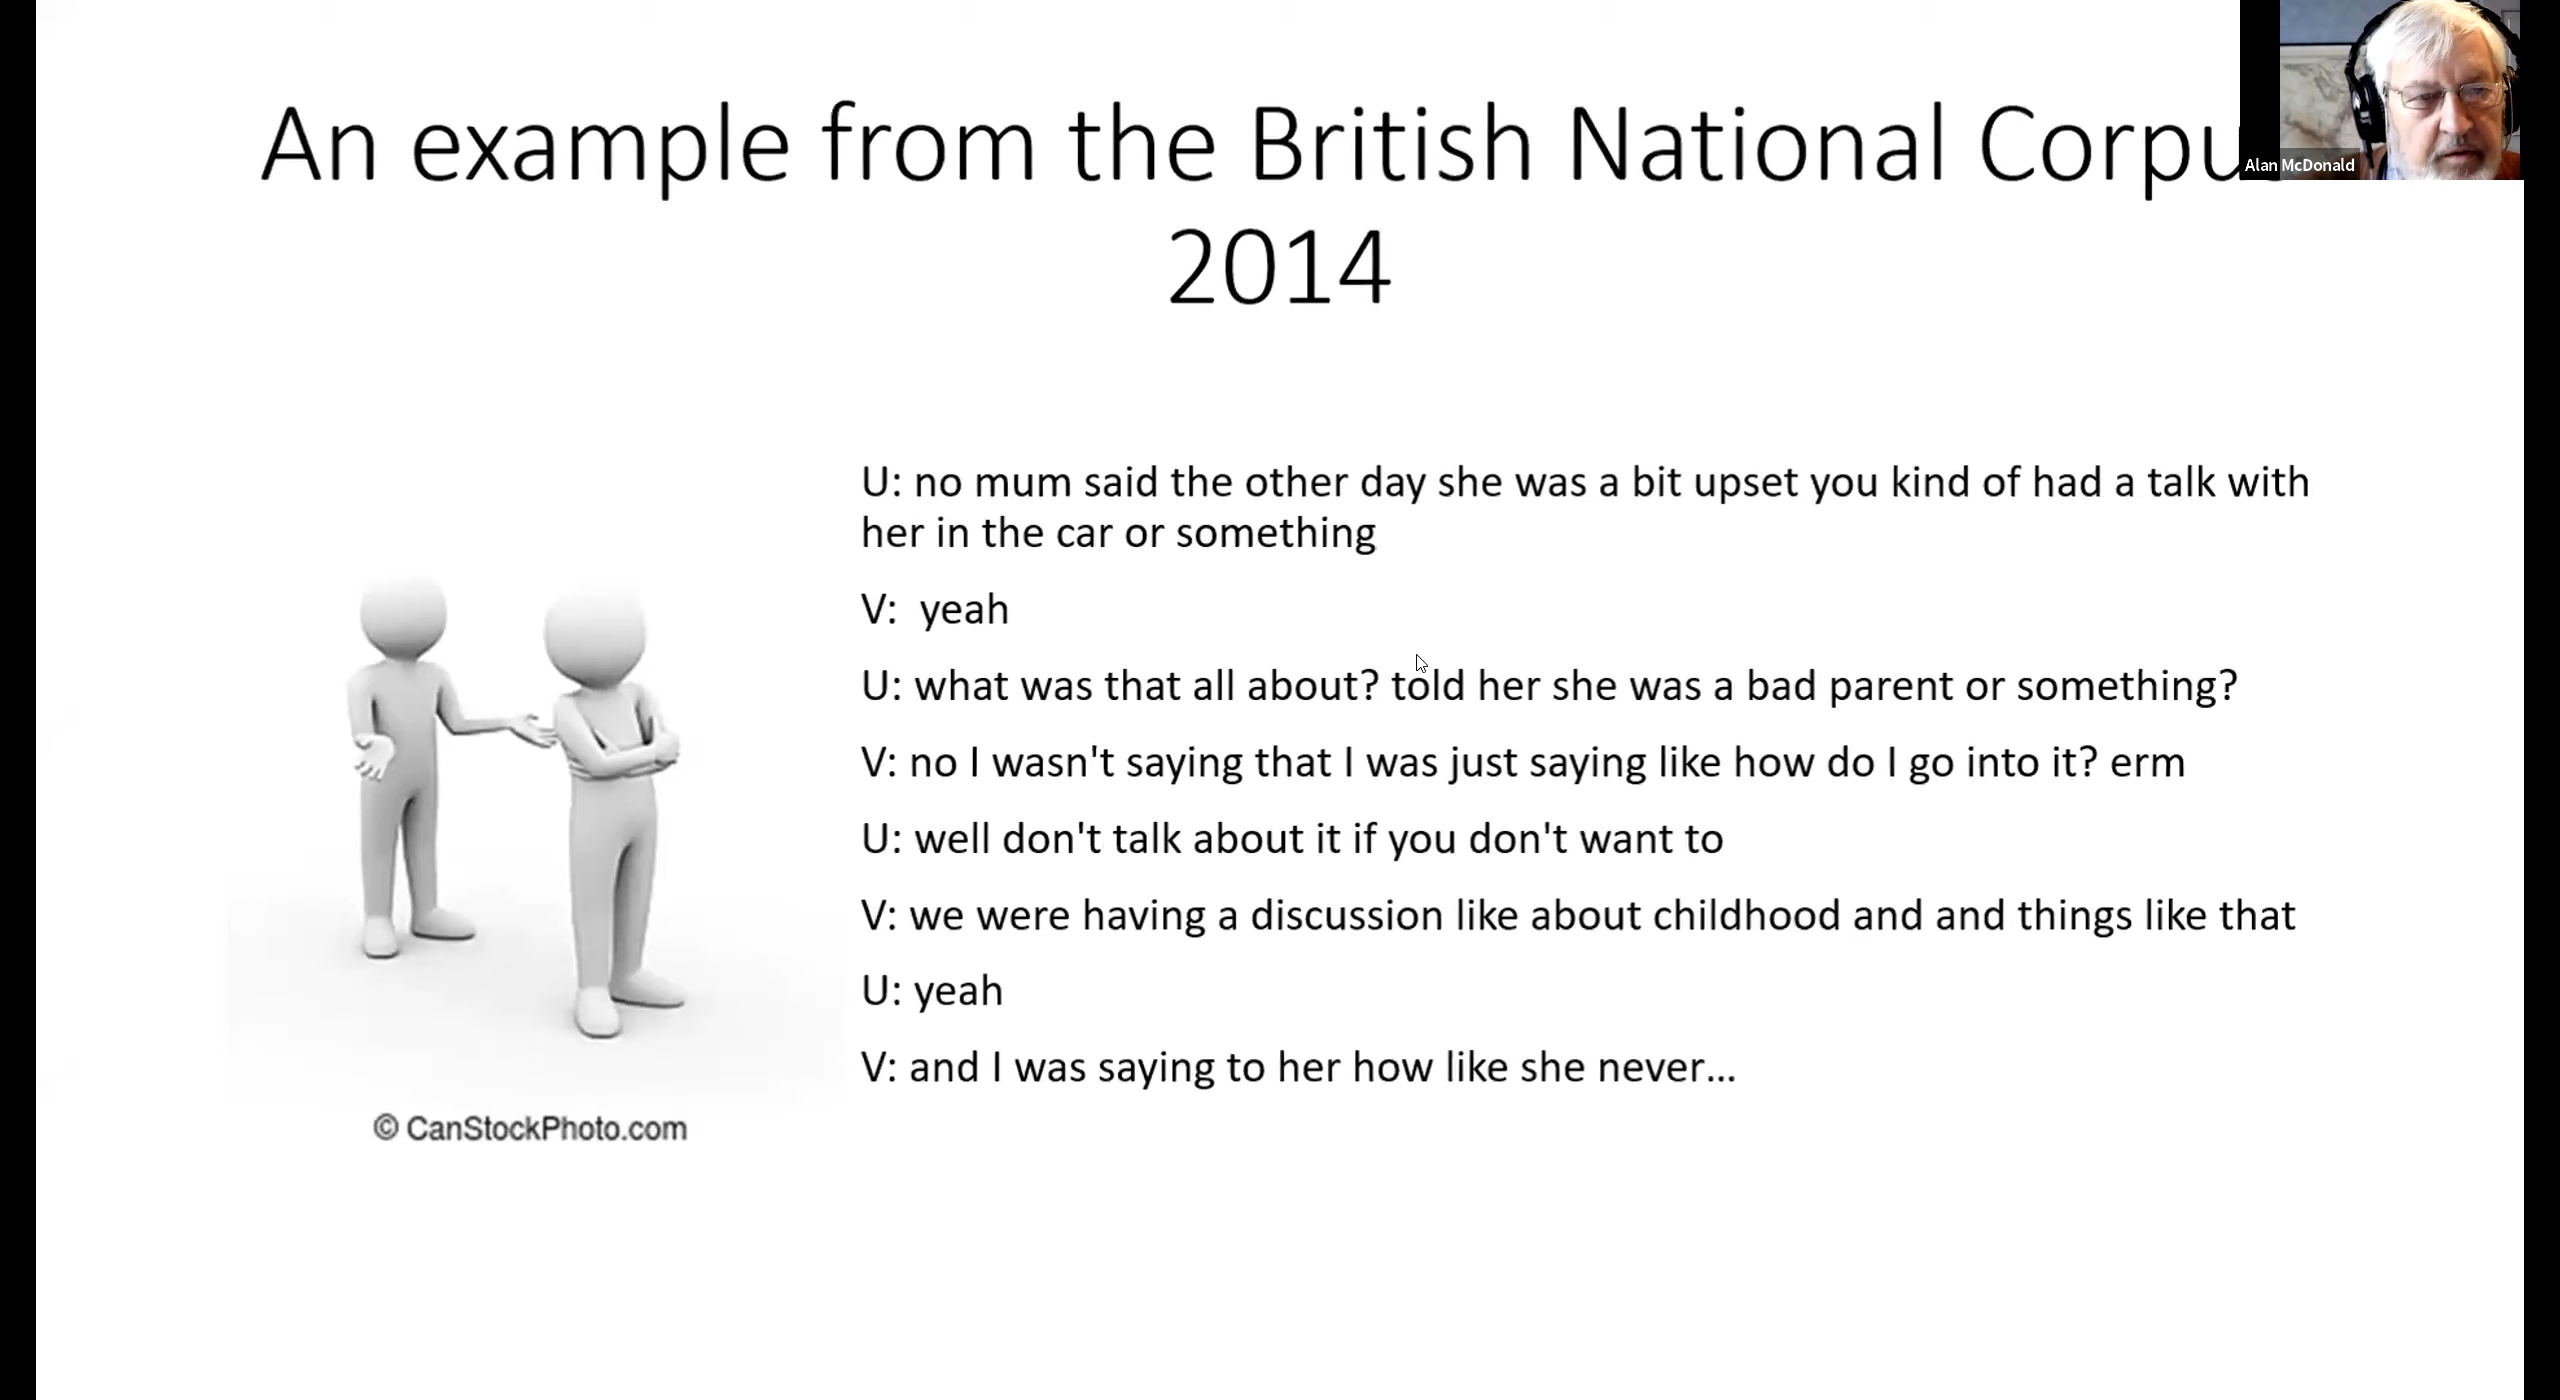 An example from the British National Corpu
2014
Alan McDonald
U: no mum said the other day she was a bit upset you kind of had a talk with
her in the car or something
V: yeah
U: what was that all about? told her she was a bad parent or something?
V: no I wasn't saying that I was just saying like how do I go into it? erm
U: well don't talk about it if you don't want to
V: we were having a discussion like about childhood and and things like that
U: yeah
V: and I was saying to her how like she never...
© CanStockPhoto.com